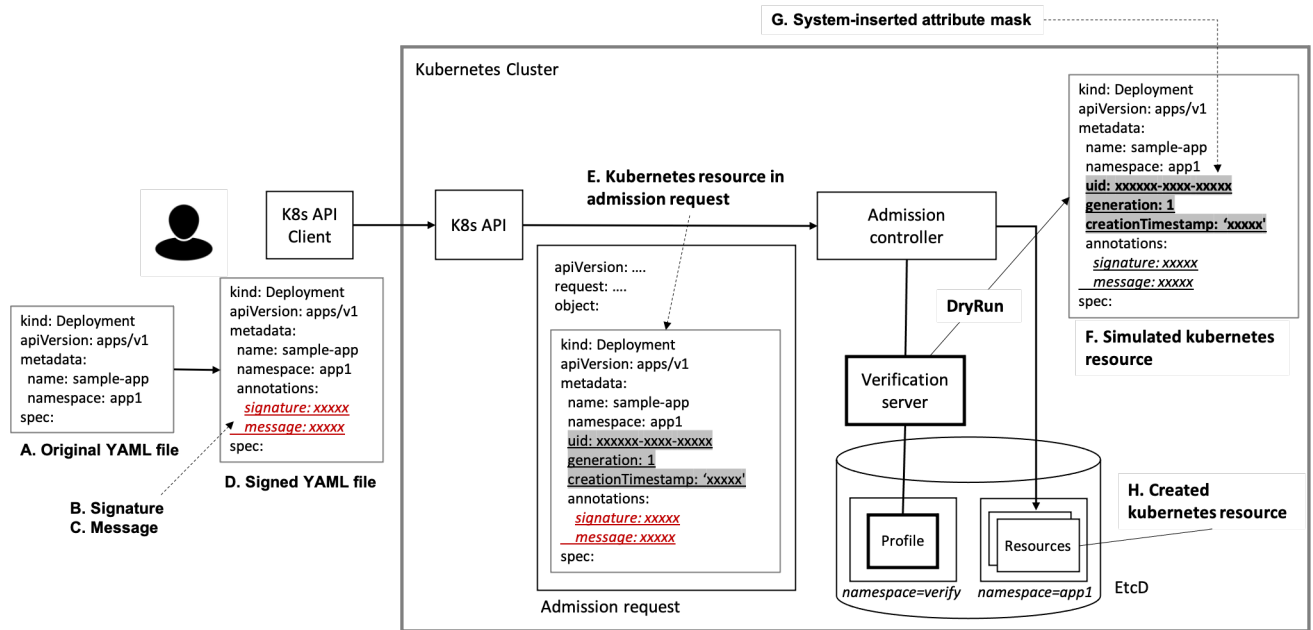 G. System-inserted attribute mask
Kubernetes Cluster
kind: Deployment
apiVersion: apps/v1
metadata:
name: sample-app
namespace: app1
uid: xxxxxx-xxxx-xxxxx
generation: 1
creationTimestamp: ‘xxxxx'
annotations:
signature: xxxxx
message: xxxxx
spec:
F. Simulated kubernetes
resource
E. Kubernetes resource in
admission request
K8s API
Client
K8s API
Admission
controller
DryRun
Verification
server
kind: Deployment
apiVersion: apps/v1
metadata:
name: sample-app
namespace: app1
spec:
A. Original YAML file
kind: Deployment
apiVersion: apps/v1
metadata:
name: sample-app
namespace: app1
annotations:
signature: xxxxx
message: xxxxx
spec:
D. Signed YAML file
B. Signature
C. Message
apiVersion: ....
request: ....
object:
kind: Deployment
apiVersion: apps/v1
metadata:
name: sample-app
namespace: app1
uid: xxxxxx-xxxx-xxxxx
generation: 1
creationTimestamp: ‘xxxxx'
annotations:
signature: xxxxx
message: xxxxx
spec:
Admission request
Profile
namespace=verify
Resources
namespace=app1
EtcD
H. Created
kubernetes resource